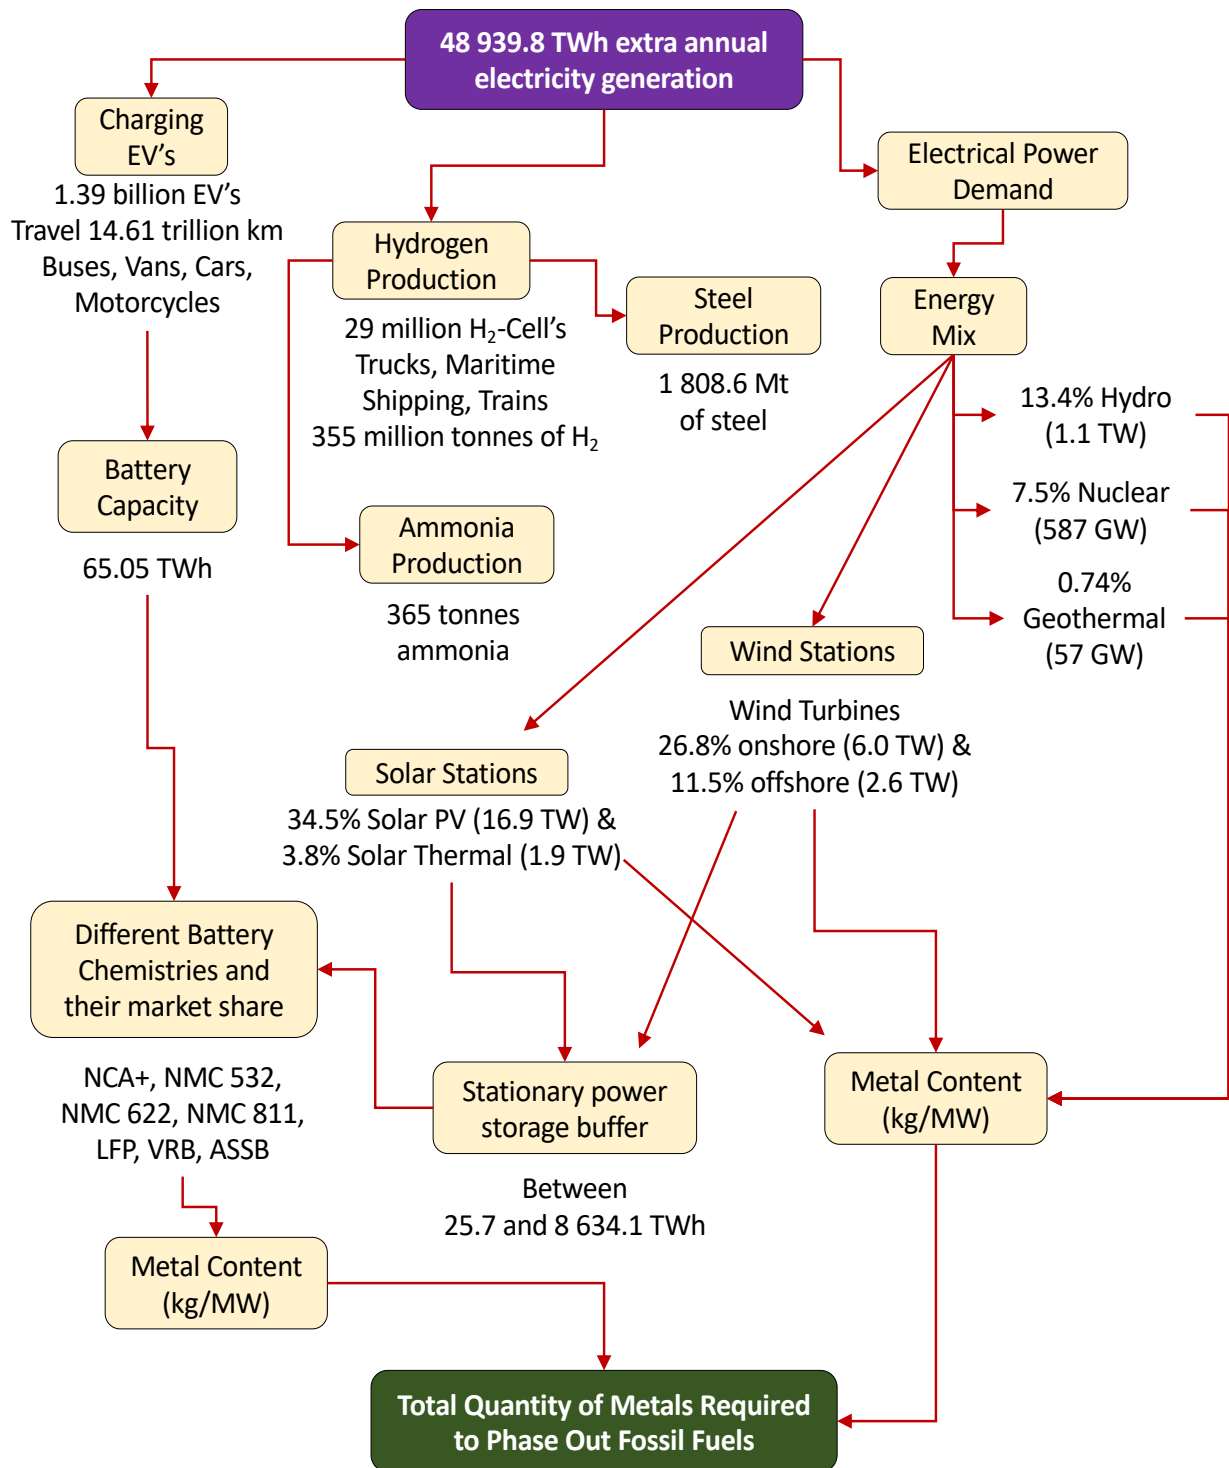 48 939.8 TWh extra annual
electricity generation
Charging
EV’s
1.39 billion EV’s
Travel 14.61 trillion km
Buses, Vans, Cars,
Motorcycles
Electrical Power
Demand
Hydrogen
Production
29 million H₂-Cell’s
Trucks, Maritime
Shipping, Trains
355 million tonnes of H₂
Steel
Production
1 808.6 Mt
of steel
Energy
Mix
13.4% Hydro
(1.1 TW)
7.5% Nuclear
(587 GW)
0.74%
Geothermal
(57 GW)
Battery
Capacity
65.05 TWh
Ammonia
Production
365 tonnes
ammonia
Wind Stations
Wind Turbines
26.8% onshore (6.0 TW) &
11.5% offshore (2.6 TW)
Solar Stations
34.5% Solar PV (16.9 TW) &
3.8% Solar Thermal (1.9 TW)
Different Battery
Chemistries and
their market share
NCA+, NMC 532,
NMC 622, NMC 811,
LFP, VRB, ASSB
Stationary power
storage buffer
Between
25.7 and 8 634.1 TWh
Metal Content
(kg/MW)
Metal Content
(kg/MW)
Total Quantity of Metals Required
to Phase Out Fossil Fuels